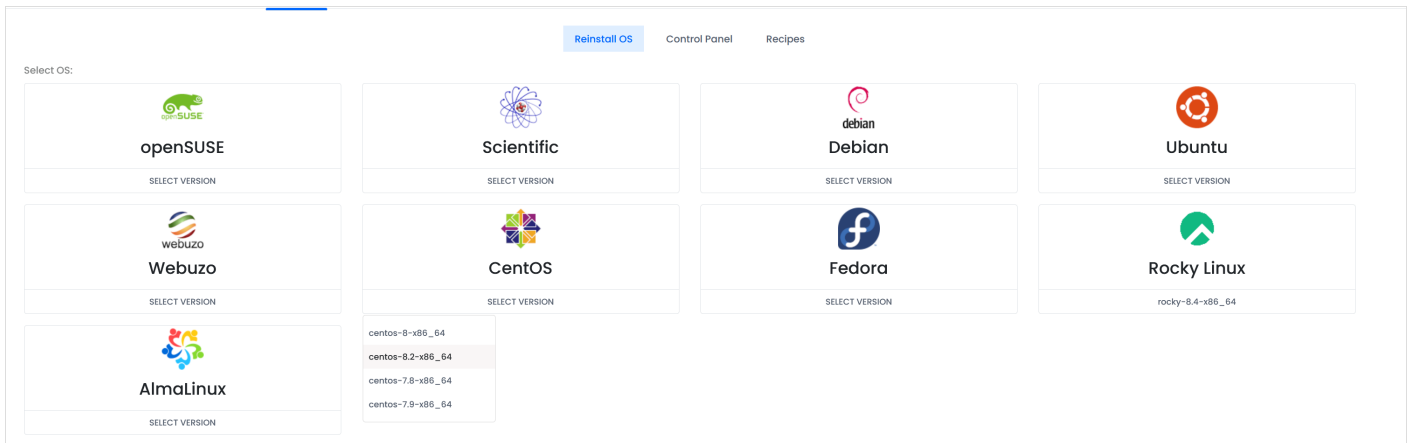 Reinstall OS Control Panel Recipes
Select OS:
openSUSE
openSUSE
SELECT VERSION
Scientific
SELECT VERSION
debian
Debian
SELECT VERSION
Ubuntu
SELECT VERSION
webuzo
Webuzo
SELECT VERSION
CentOS
SELECT VERSION
Fedora
SELECT VERSION
Rocky Linux
rocky-8.4-x86_64
AlmaLinux
SELECT VERSION
centos-8-x86_64
centos-8.2-x86_64
centos-7.8-x86_64
centos-7.9-x86_64